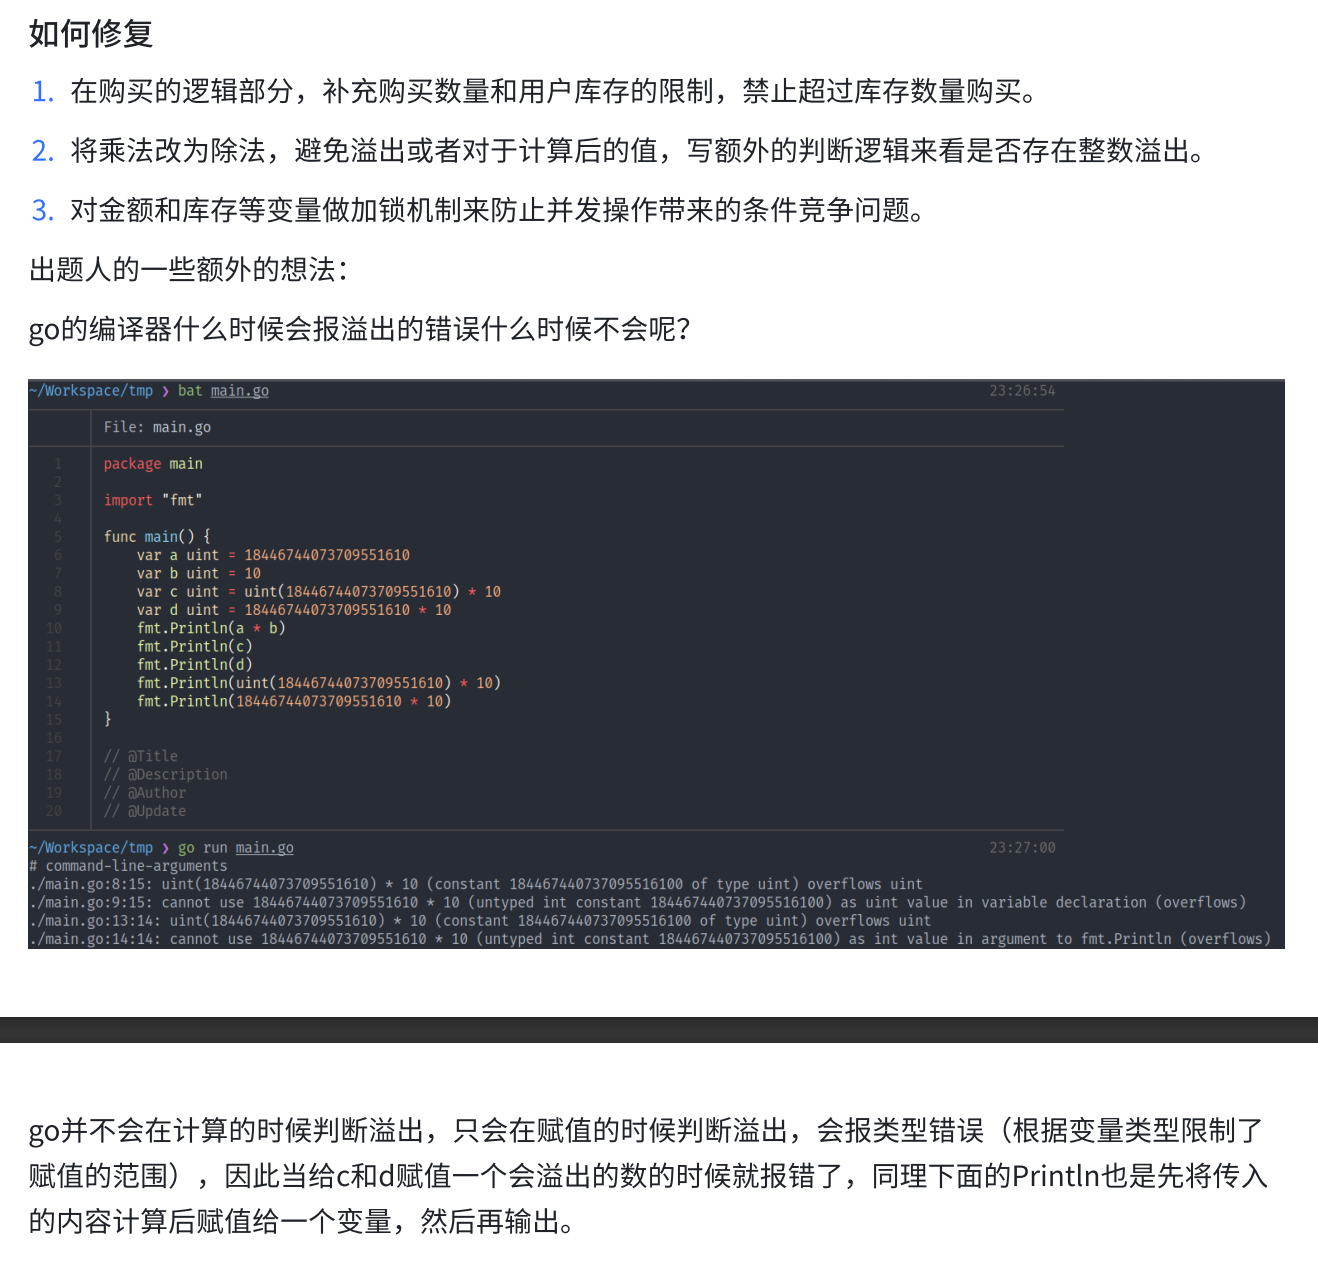 如何修复
1. 在购买的逻辑部分，补充购买数量和用户库存的限制，禁止超过库存数量购买。
2. 将乘法改为除法，避免溢出或者对于计算后的值，写额外的判断逻辑来看是否存在整数溢出。
3. 对金额和库存等变量做加锁机制来防止并发操作带来的条件竞争问题。
出题人的一些额外的想法：
go的编译器什么时候会报溢出的错误什么时候不会呢？
~/Workspace/tmp ❯ bat main.go 23:26:54
File: main.go
1 package main
2
3 import "fmt"
4
5 func main() {
6     var a uint = 18446744073709551610
7     var b uint = 10
8     var c uint = uint(18446744073709551610) * 10
9     var d uint = 18446744073709551610 * 10
10     fmt.Println(a * b)
11     fmt.Println(c)
12     fmt.Println(d)
13     fmt.Println(uint(18446744073709551610) * 10)
14     fmt.Println(18446744073709551610 * 10)
15 }
16
17 // @Title
18 // @Description
19 // @Author
20 // @Update
~/Workspace/tmp ❯ go run main.go 23:27:00
# command-line-arguments
./main.go:8:15: uint(18446744073709551610) * 10 (constant 184467440737095516100 of type uint) overflows uint
./main.go:9:15: cannot use 18446744073709551610 * 10 (untyped int constant 184467440737095516100) as uint value in variable declaration (overflows)
./main.go:13:14: uint(18446744073709551610) * 10 (constant 184467440737095516100 of type uint) overflows uint
./main.go:14:14: cannot use 18446744073709551610 * 10 (untyped int constant 184467440737095516100) as int value in argument to fmt.Println (overflows)
go并不会在计算的时候判断溢出，只会在赋值的时候判断溢出，会报类型错误（根据变量类型限制了
赋值的范围），因此当给c和d赋值一个会溢出的数的时候就报错了，同理下面的Println也是先将传入
的内容计算后赋值给一个变量，然后再输出。